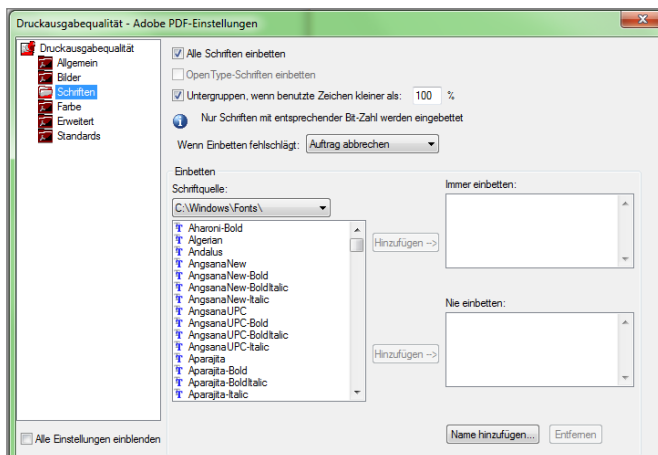 Druckausgabequalität - Adobe PDF-Einstellungen
Druckausgabequalität
Allgemein
Bilder
Schriften
Farbe
Erweitert
Standards
Alle Einstellungen einblenden
Alle Schriften einbetten
OpenType-Schriften einbetten
Untergruppen, wenn benutzte Zeichen kleiner als: 100 %
Nur Schriften mit entsprechender Bit-Zahl werden eingebettet
Wenn Einbetten fehlschlägt: Auftrag abbrechen
Einbetten
Schriftquelle:
C:\Windows\Fonts\
Aharoni-Bold
Algerian
Andalus
AngsanaNew
AngsanaNew-Bold
AngsanaNew-BoldItalic
AngsanaNew-Italic
AngsanaUPC
AngsanaUPC-Bold
AngsanaUPC-BoldItalic
AngsanaUPC-Italic
Aparajita
Aparajita-Bold
Aparajita-BoldItalic
Aparajita-Italic
Hinzufügen -->
Hinzufügen -->
Immer einbetten:
Nie einbetten:
Name hinzufügen...
Entfernen